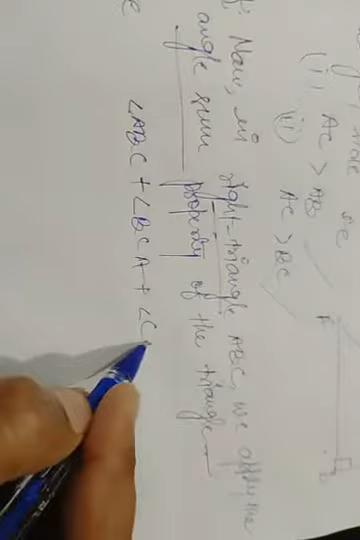 (i) AC > AB
(ii) AC > BC
Now, in right-triangle ABC, we apply the
angle sum property of the triangle
∠ABC + ∠BCA + ∠C